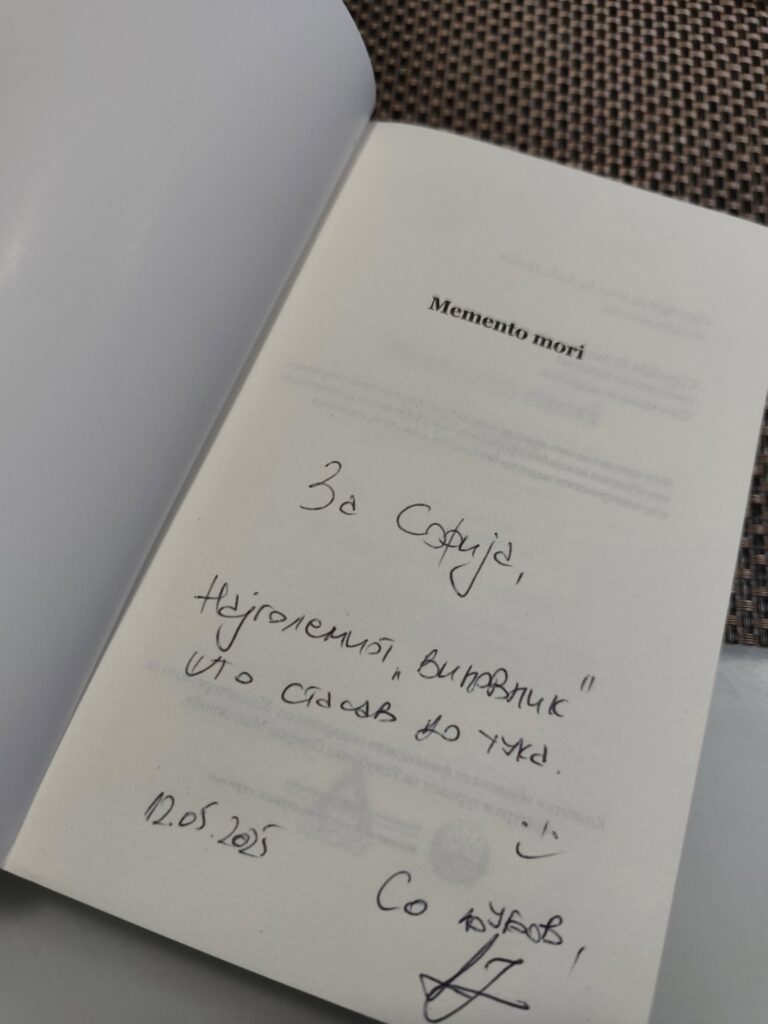 Memento mori
За Софија,
Најголемиот „виновник"
што стасав до тука.
:)
12.05.2025
Со љубов,